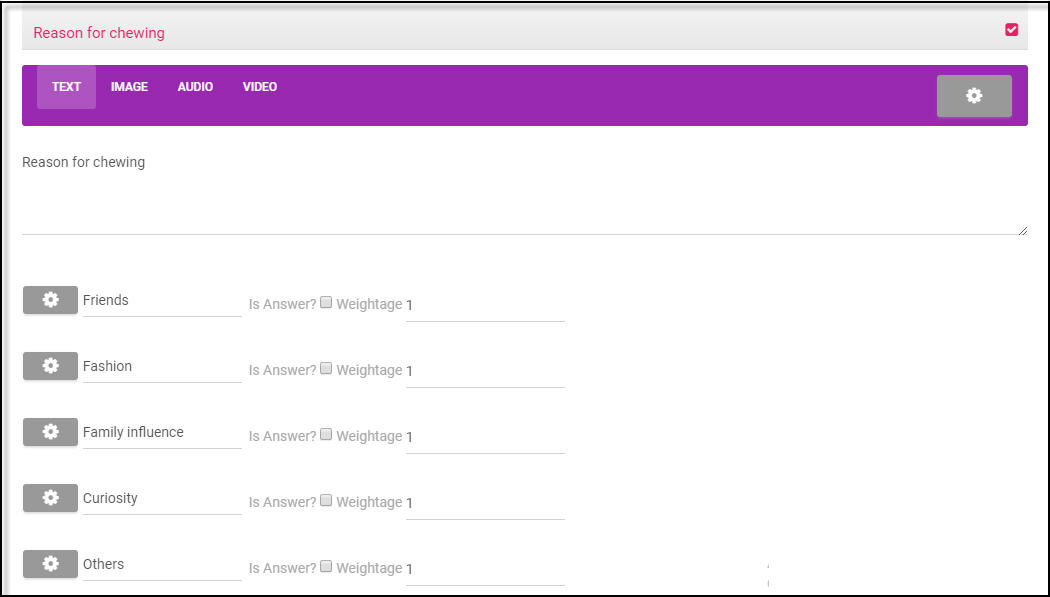 Reason for chewing
TEXT IMAGE AUDIO VIDEO
Reason for chewing
Friends Is Answer? Weightage 1
Fashion Is Answer? Weightage 1
Family influence Is Answer? Weightage 1
Curiosity Is Answer? Weightage 1
Others Is Answer? Weightage 1